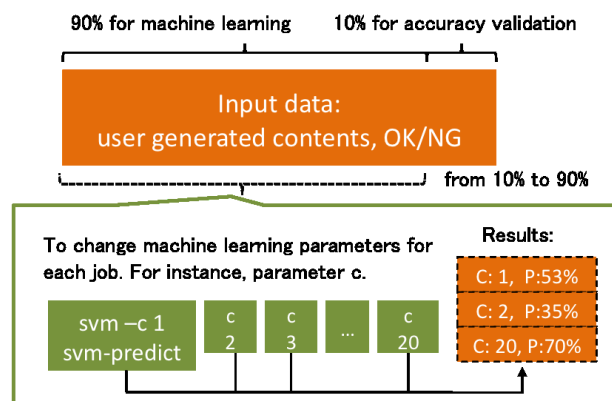 90% for machine learning
10% for accuracy validation
Input data:
user generated contents, OK/NG
from 10% to 90%
To change machine learning parameters for
each job. For instance, parameter c.
Results:
C: 1, P:53%
C: 2, P:35%
C: 20, P:70%
svm –c 1
svm-predict
c
2
c
3
...
c
20